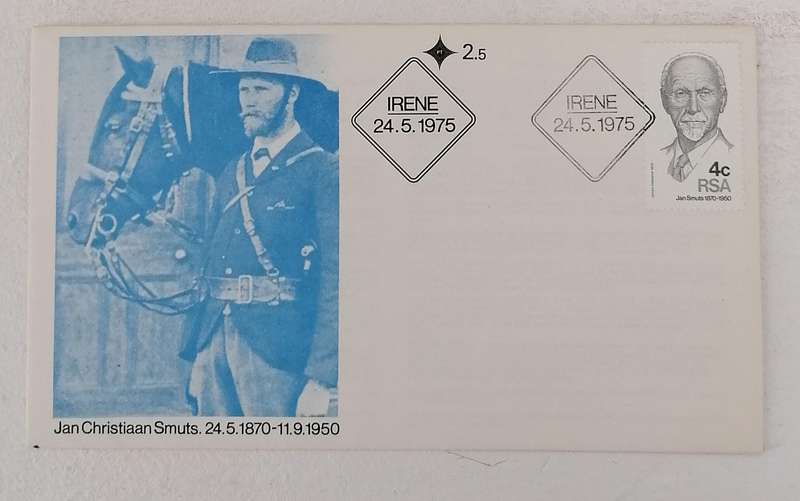 2.5
IRENE
24.5.1975
IRENE
24.5.1975
4c
RSA
Jan Smuts 1870-1950
Jan Christiaan Smuts. 24.5.1870-11.9.1950